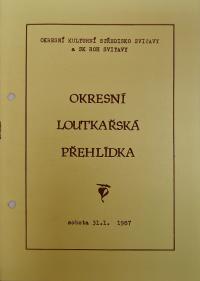 OKRESNÍ KULTURNÍ STŘEDISKO SVITAVY
a SK ROH SVITAVY
OKRESNÍ
LOUTKAŘSKÁ
PŘEHLÍDKA
sobota 31.1. 1987